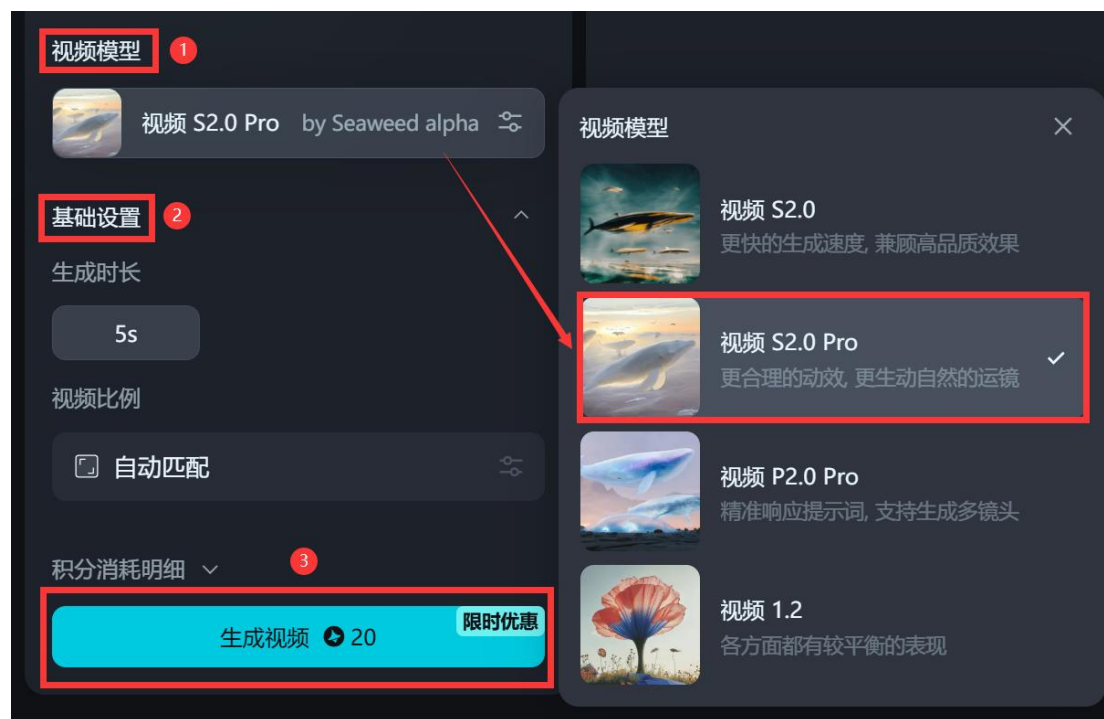 视频模型 1
视频 S2.0 Pro by Seaweed alpha
基础设置 2
生成时长
5s
视频比例
自动匹配
积分消耗明细 3
限时优惠
生成视频 20
视频模型
视频 S2.0
更快的生成速度, 兼顾高品质效果
视频 S2.0 Pro
更合理的动效, 更生动自然的运镜
视频 P2.0 Pro
精准响应提示词, 支持生成多镜头
视频 1.2
各方面都有较平衡的表现